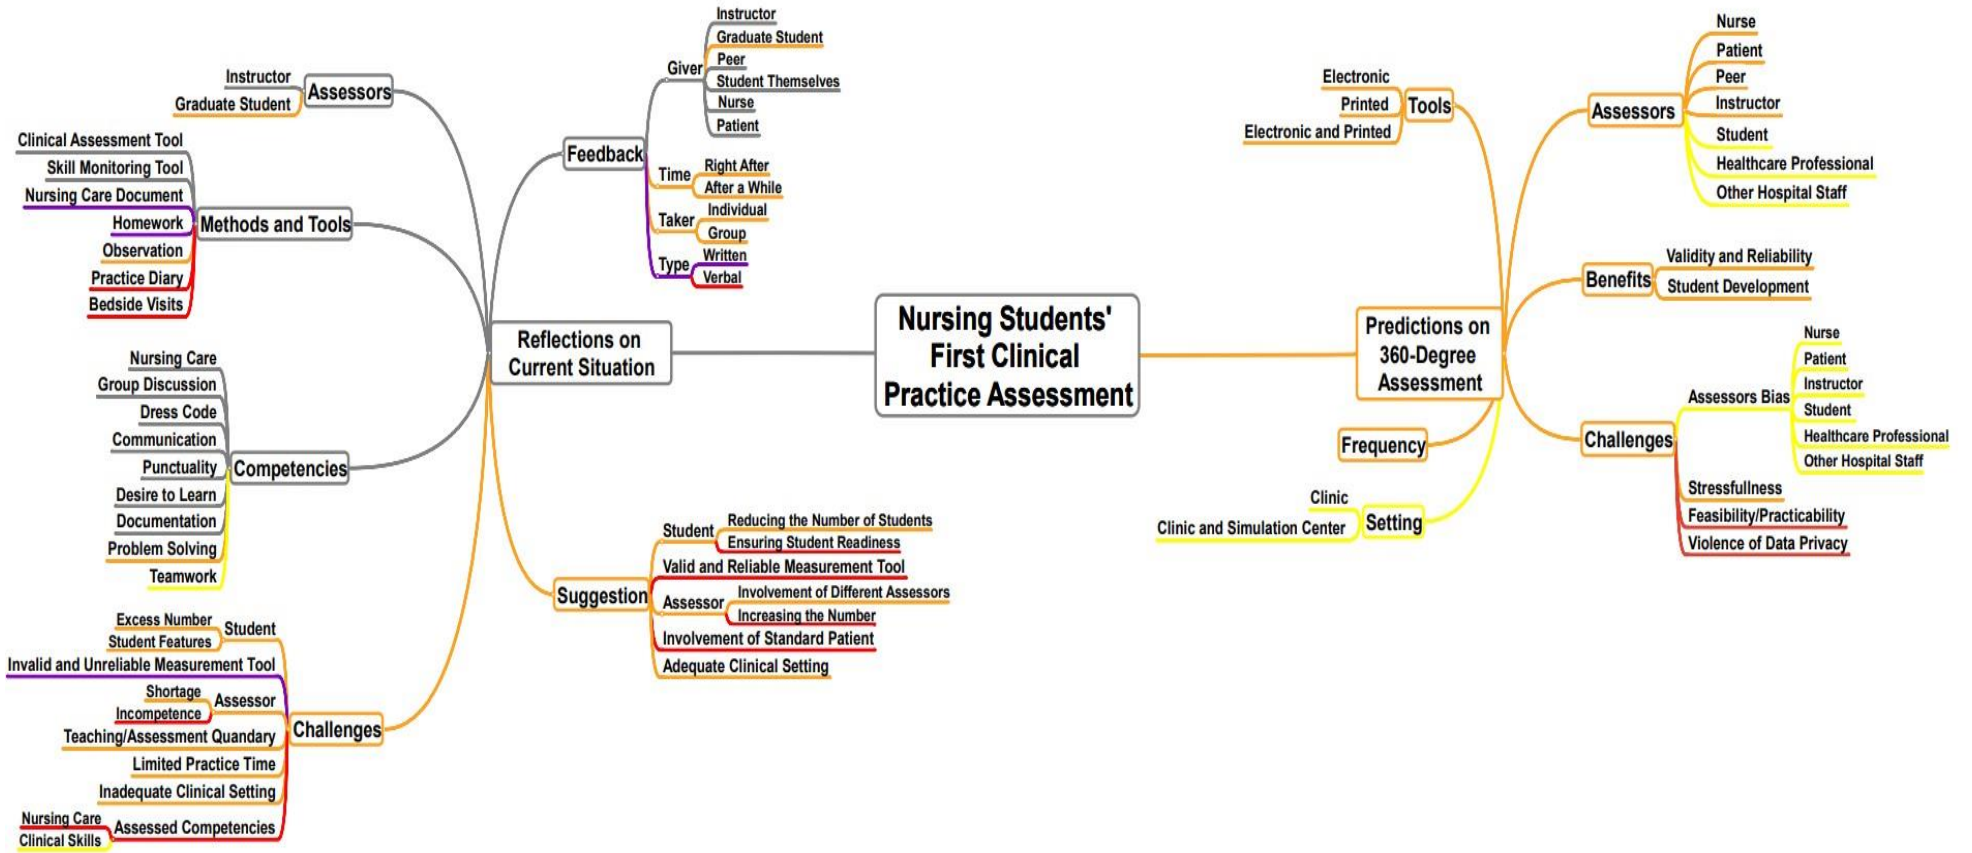 Nursing Students'
First Clinical
Practice Assessment
Reflections on
Current Situation
Assessors
Instructor
Graduate Student
Methods and Tools
Clinical Assessment Tool
Skill Monitoring Tool
Nursing Care Document
Homework
Observation
Practice Diary
Bedside Visits
Competencies
Nursing Care
Group Discussion
Dress Code
Communication
Punctuality
Desire to Learn
Documentation
Problem Solving
Teamwork
Challenges
Student
Excess Number
Student Features
Invalid and Unreliable Measurement Tool
Assessor
Shortage
Incompetence
Teaching/Assessment Quandary
Limited Practice Time
Inadequate Clinical Setting
Assessed Competencies
Nursing Care
Clinical Skills
Feedback
Giver
Instructor
Graduate Student
Peer
Student Themselves
Nurse
Patient
Time
Right After
After a While
Taker
Individual
Group
Type
Written
Verbal
Suggestion
Student
Reducing the Number of Students
Ensuring Student Readiness
Valid and Reliable Measurement Tool
Assessor
Involvement of Different Assessors
Increasing the Number
Involvement of Standard Patient
Adequate Clinical Setting
Predictions on
360-Degree
Assessment
Tools
Electronic
Printed
Electronic and Printed
Frequency
Setting
Clinic
Clinic and Simulation Center
Assessors
Nurse
Patient
Peer
Instructor
Student
Healthcare Professional
Other Hospital Staff
Benefits
Validity and Reliability
Student Development
Challenges
Assessors Bias
Nurse
Patient
Instructor
Student
Healthcare Professional
Other Hospital Staff
Stressfullness
Feasibility/Practicability
Violence of Data Privacy